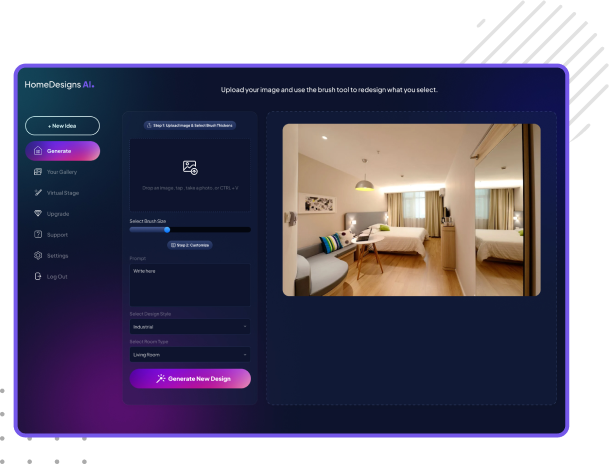 HomeDesigns AI.
Upload your image and use the brush tool to redesign what you select.
+ New Idea
Generate
Your Gallery
Virtual Stage
Upgrade
Support
Settings
Log Out
Step 1: Upload Image & Select Brush Thickness
Drop an image, tap, take a photo, or CTRL + V
Select Brush Size
Step 2: Customize
Prompt
Write here
Select Design Style
Industrial
Select Room Type
Living Room
Generate New Design